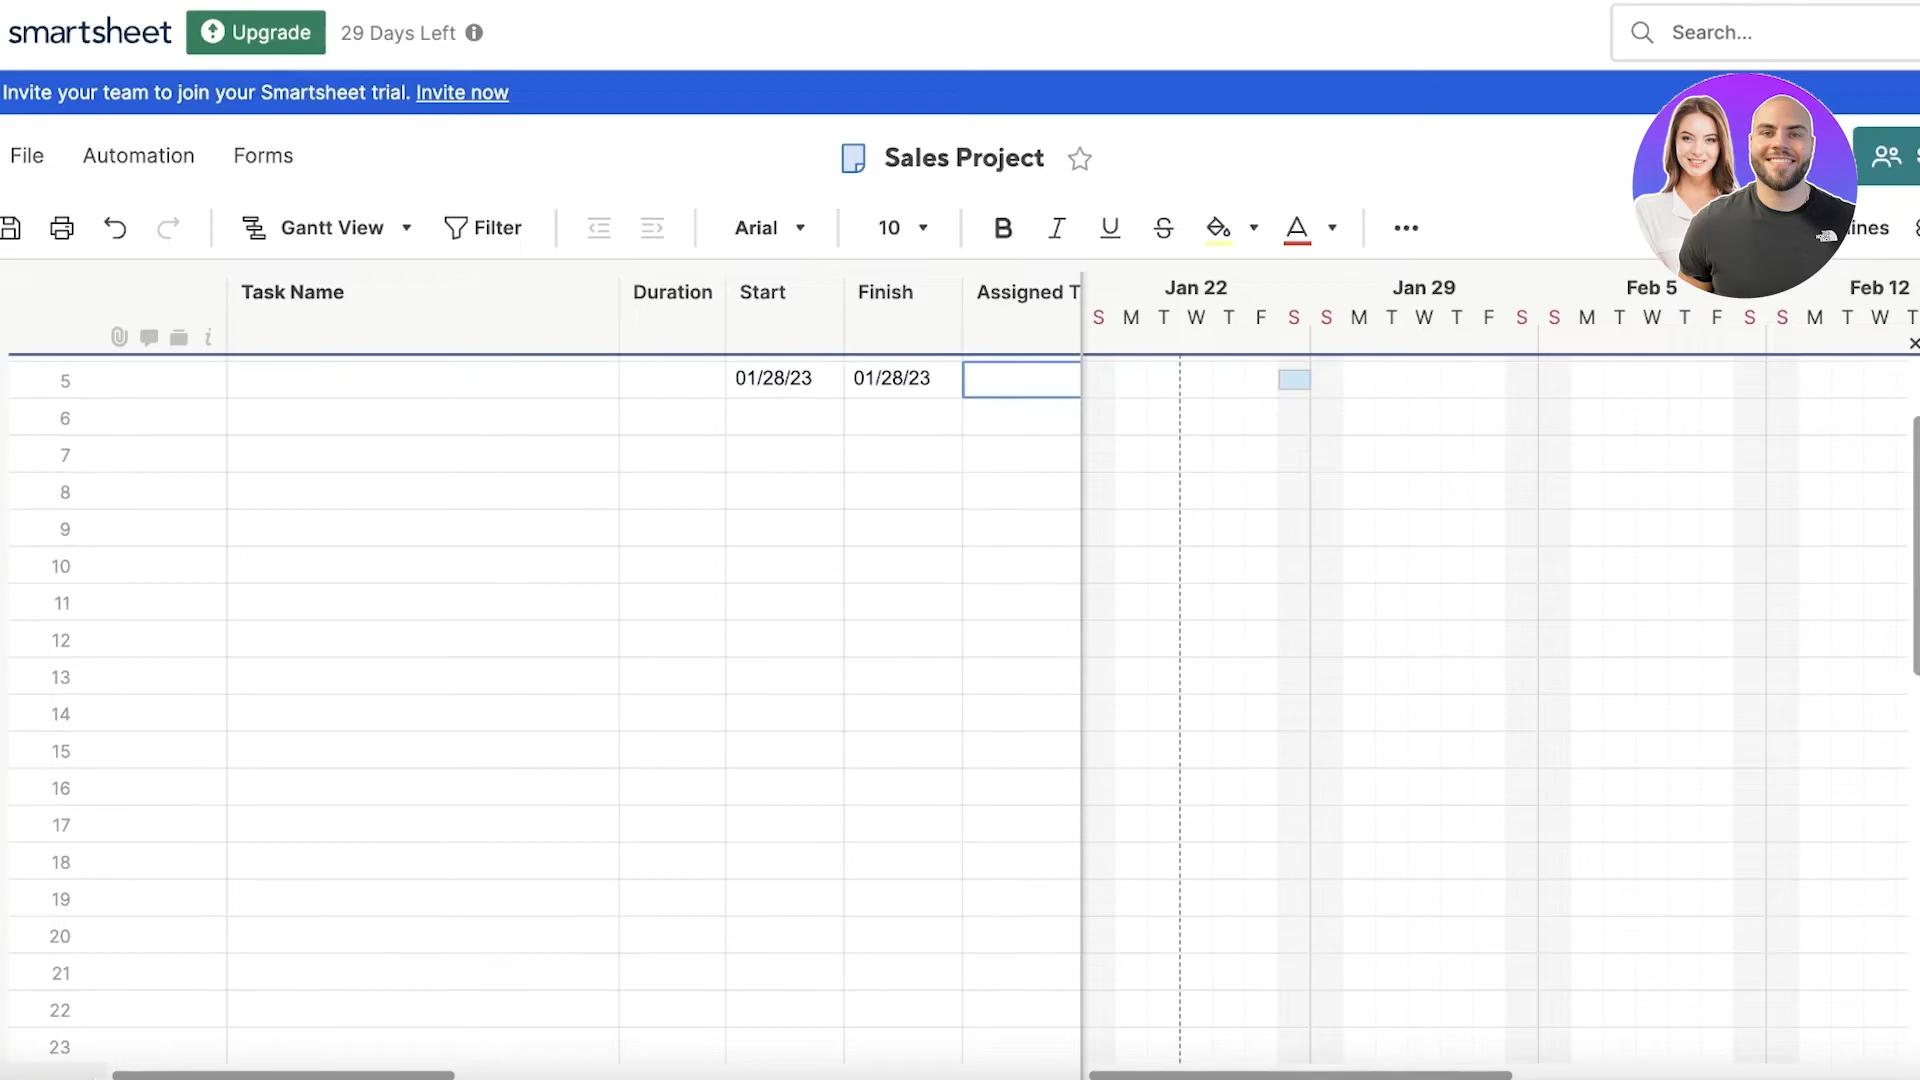 smartsheet Upgrade 29 Days Left Search...
Invite your team to join your Smartsheet trial. Invite now
File Automation Forms Sales Project
Gantt View Filter Arial 10 B I U S A
Task Name Duration Start Finish Assigned T Jan 22 Jan 29 Feb 5 Feb 12
S M T W T F S S M T W T F S S M T W T F S S M T W T
5 01/28/23 01/28/23
6
7
8
9
10
11
12
13
14
15
16
17
18
19
20
21
22
23